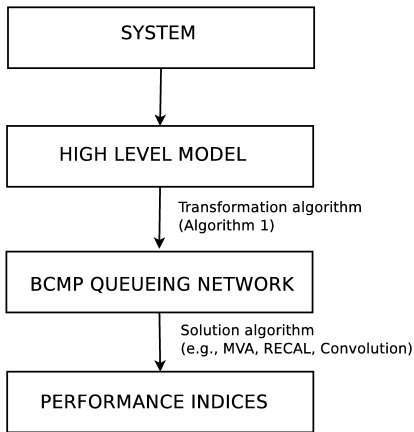 SYSTEM
HIGH LEVEL MODEL
Transformation algorithm
(Algorithm 1)
BCMP QUEUEING NETWORK
Solution algorithm
(e.g., MVA, RECAL, Convolution)
PERFORMANCE INDICES